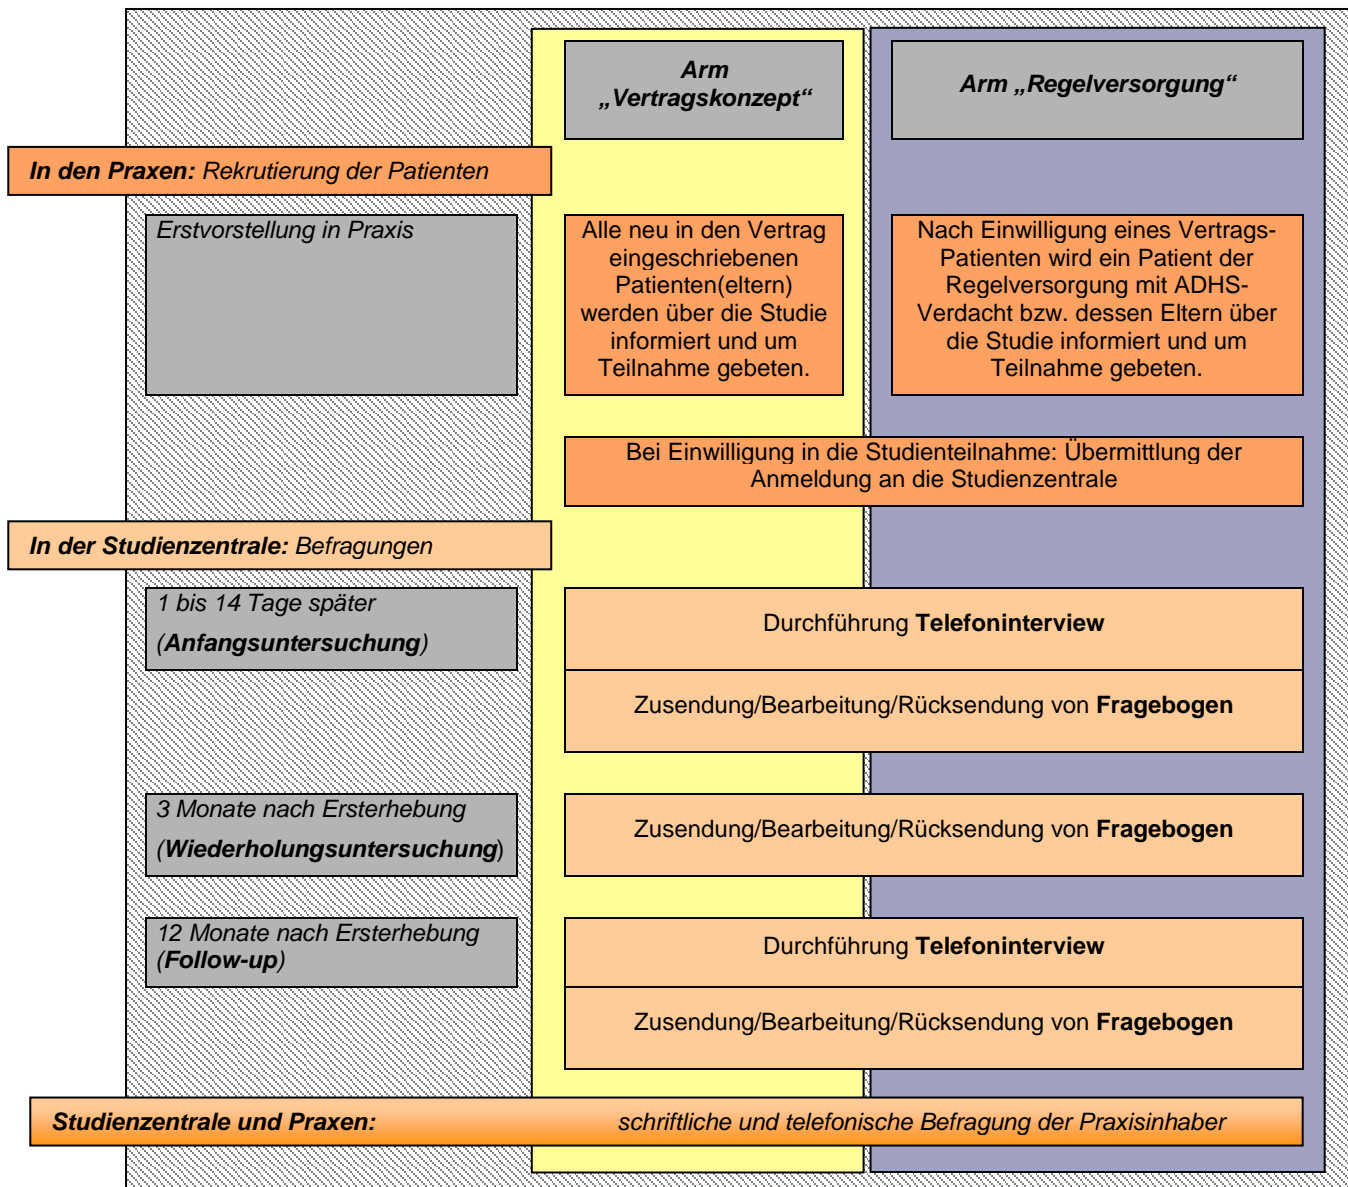 Arm
„Vertragskonzept“
Arm „Regelversorgung“
In den Praxen: Rekrutierung der Patienten
Erstvorstellung in Praxis
Alle neu in den Vertrag
eingeschriebenen
Patienten(eltern)
werden über die Studie
informiert und um
Teilnahme gebeten.
Nach Einwilligung eines Vertrags-
Patienten wird ein Patient der
Regelversorgung mit ADHS-
Verdacht bzw. dessen Eltern über
die Studie informiert und um
Teilnahme gebeten.
Bei Einwilligung in die Studienteilnahme: Übermittlung der
Anmeldung an die Studienzentrale
In der Studienzentrale: Befragungen
1 bis 14 Tage später
(Anfangsuntersuchung)
Durchführung Telefoninterview
Zusendung/Bearbeitung/Rücksendung von Fragebogen
3 Monate nach Ersterhebung
(Wiederholungsuntersuchung)
Zusendung/Bearbeitung/Rücksendung von Fragebogen
12 Monate nach Ersterhebung
(Follow-up)
Durchführung Telefoninterview
Zusendung/Bearbeitung/Rücksendung von Fragebogen
Studienzentrale und Praxen: schriftliche und telefonische Befragung der Praxisinhaber